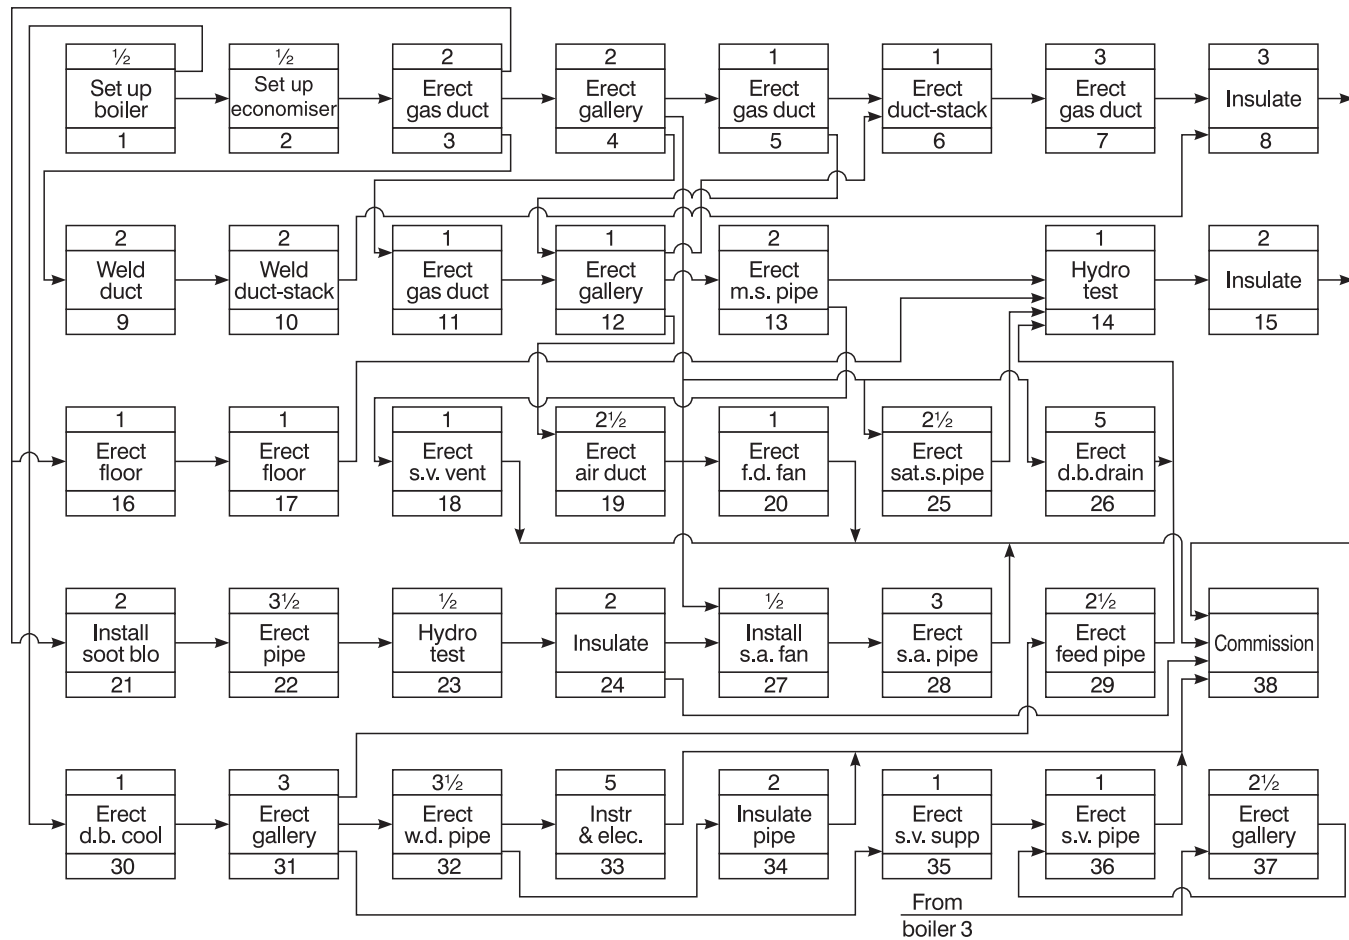 ½
Set up
boiler
1
½
Set up
economiser
2
2
Erect
gas duct
3
2
Erect
gallery
4
1
Erect
gas duct
5
1
Erect
duct-stack
6
3
Erect
gas duct
7
3
Insulate
8
2
Weld
duct
9
2
Weld
duct-stack
10
1
Erect
gas duct
11
1
Erect
gallery
12
2
Erect
m.s. pipe
13
1
Hydro
test
14
2
Insulate
15
1
Erect
floor
16
1
Erect
floor
17
1
Erect
s.v. vent
18
2½
Erect
air duct
19
1
Erect
f.d. fan
20
2½
Erect
sat.s.pipe
25
5
Erect
d.b.drain
26
2
Install
soot blo
21
3½
Erect
pipe
22
½
Hydro
test
23
2
Insulate
24
½
Install
s.a. fan
27
3
Erect
s.a. pipe
28
2½
Erect
feed pipe
29
Commission
38
1
Erect
d.b. cool
30
3
Erect
gallery
31
3½
Erect
w.d. pipe
32
5
Instr
& elec.
33
2
Insulate
pipe
34
1
Erect
s.v. supp
35
1
Erect
s.v. pipe
36
2½
Erect
gallery
37
From
boiler 3